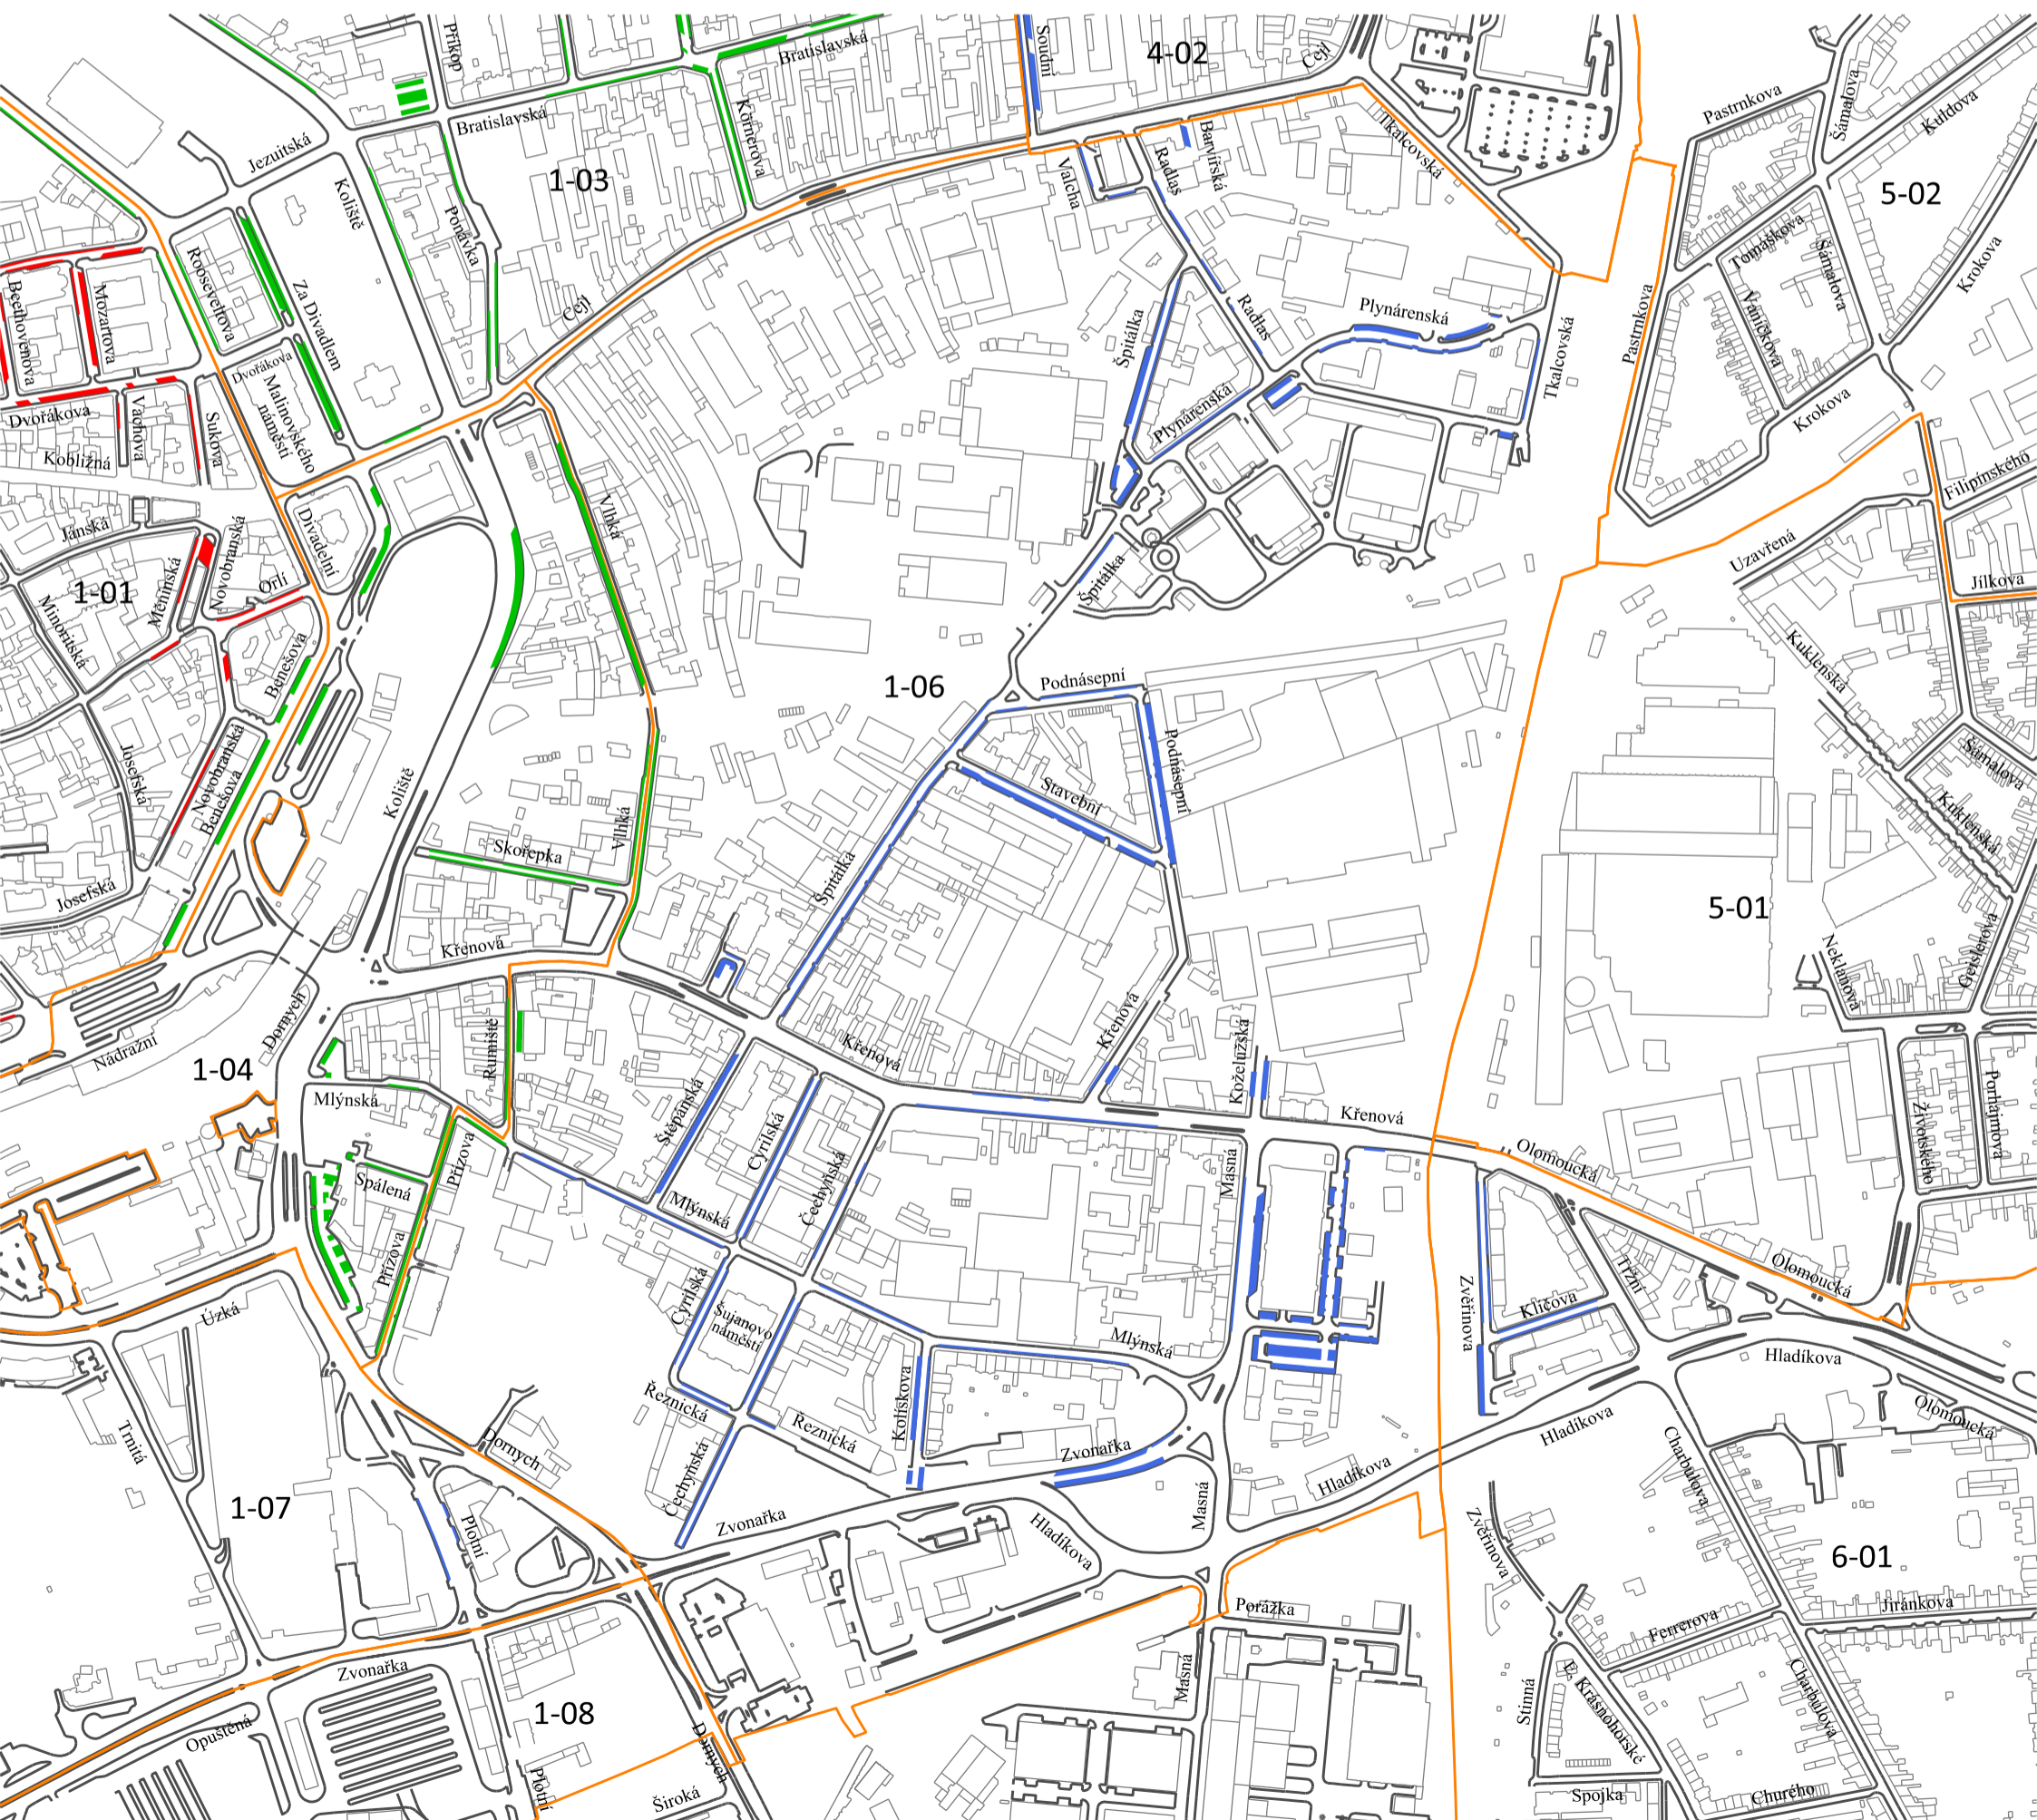 Příkop
Bratislavská
Soudní
4-02
Cejl
Pastrnkova
Šámalova
Kuldova
Bratislavská
Körnerova
Jezuitská
Koliště
1-03
Ponávka
Valcha
Radlas
Barvířská
Tkalcovská
5-02
Tomáškova
Šámalova
Krokova
Vaníčkova
Rooseveltova
Za Divadlem
Cejl
Beethovenova
Mozartova
Dvořákova
Malinovského
náměstí
Špitálka
Radlas
Plynárenská
Tkalcovská
Pastrnkova
Krokova
Dvořákova
Vachova
Sukova
Kobližná
Plynárenská
Filipínského
Jánská
Divadelní
Vlhká
Uzavřená
Jílkova
1-01
Měnínská
Novobranská
Orlí
Minoritská
Benešova
Špitálka
Kuklenská
1-06
Podnásepní
Podnásepní
Stavební
Josefská
Novobranská
Benešova
Koliště
Vlhká
Skořepka
Špitálka
Šámalova
Kuklenská
Josefská
Křenová
5-01
Neklanova
Geislerova
Dornych
Nádražní
1-04
Rumiště
Křenová
Křenová
Koželužská
Křenová
Mlýnská
Štěpánská
Cyrilská
Čechyňská
Olomoucká
Životského
Porhajmova
Přízova
Spálená
Mlýnská
Masná
Přízova
Úzká
Cyrilská
Šujanovo
náměstí
Mlýnská
Zvěřinova
Klíčova
Tržní
Olomoucká
Hladíkova
Řeznická
Řeznická
Kolískova
Zvonařka
Hladíkova
Olomoucká
Trnitá
Dornych
Čechyňská
Hladíkova
Charbulova
1-07
Plotní
Zvonařka
Hladíkova
Masná
Zvěřinova
6-01
Porážka
Ferrerova
Jiránkova
Zvonařka
Masná
Stinná
E. Krásnohorské
Charbulova
1-08
Opuštěná
Dornych
Plotní
Široká
Spojka
Churého